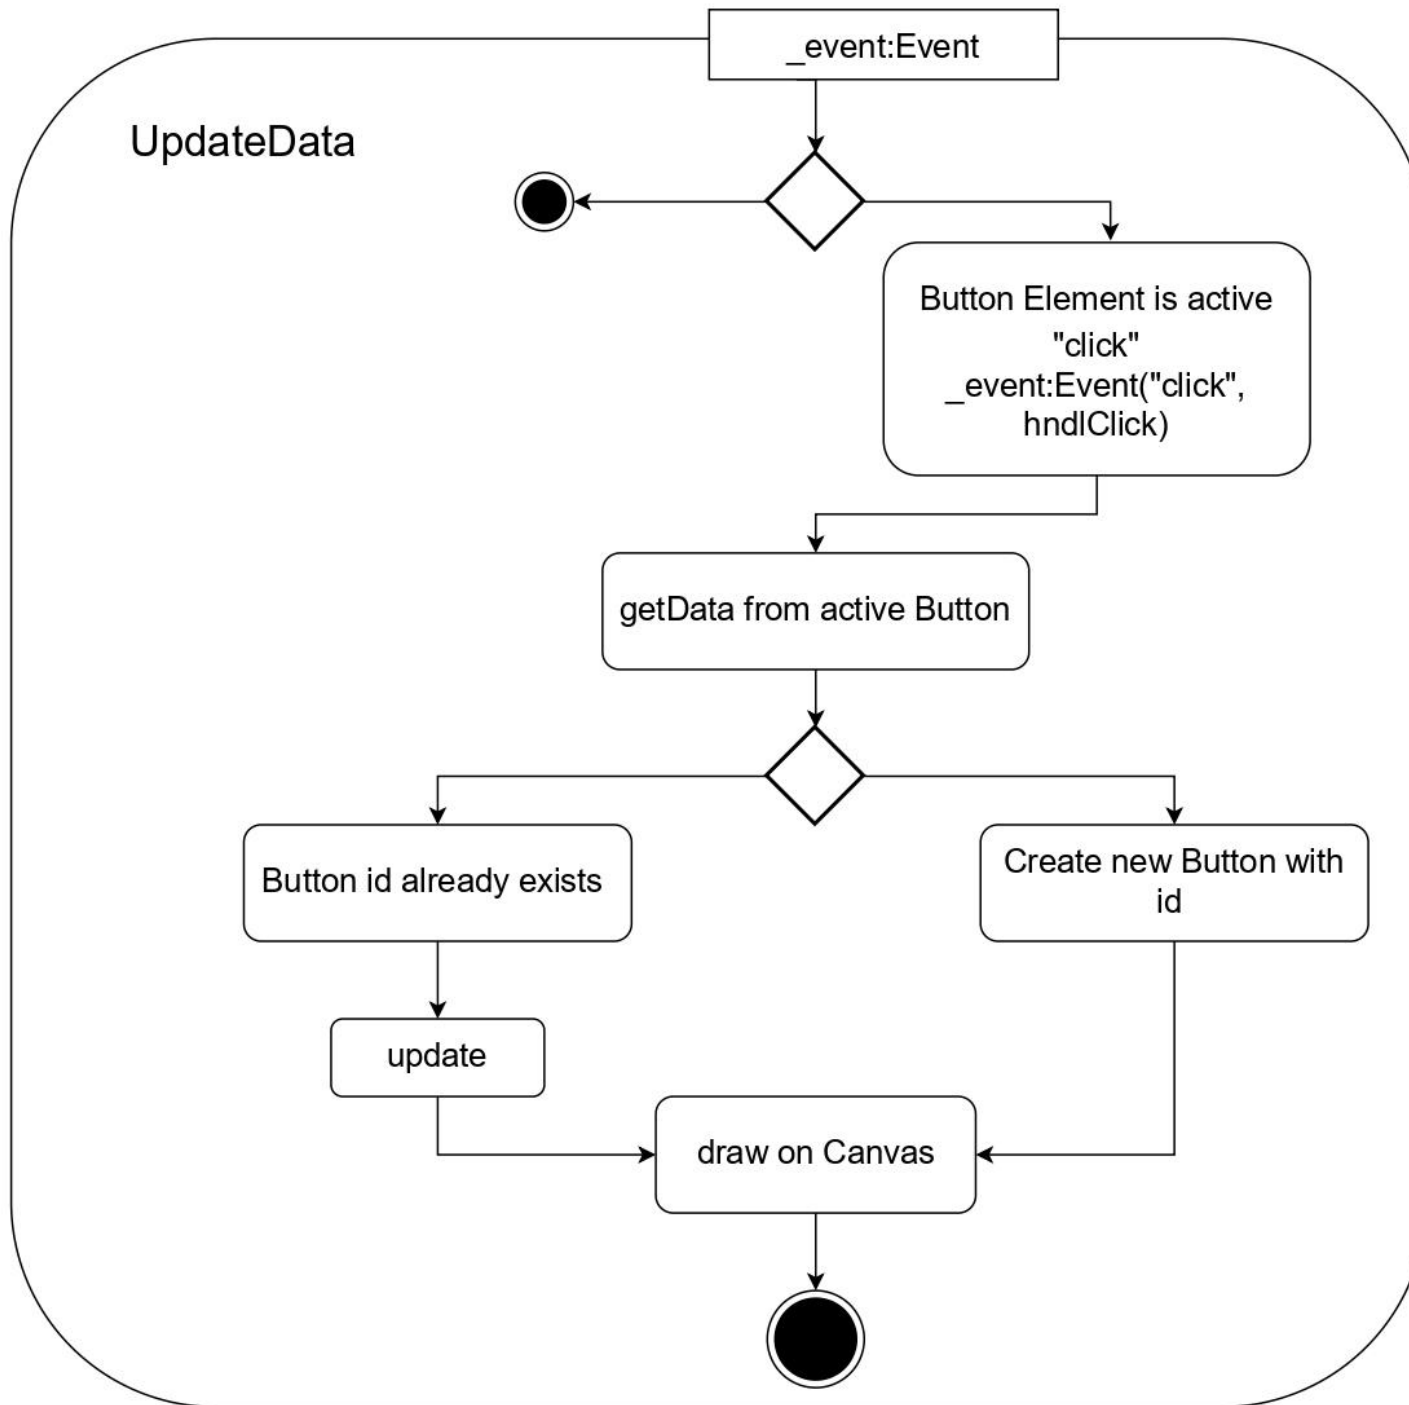 _event:Event
UpdateData
Button Element is active
"click"
_event:Event("click",
hndlClick)
getData from active Button
Button id already exists
Create new Button with
id
update
draw on Canvas